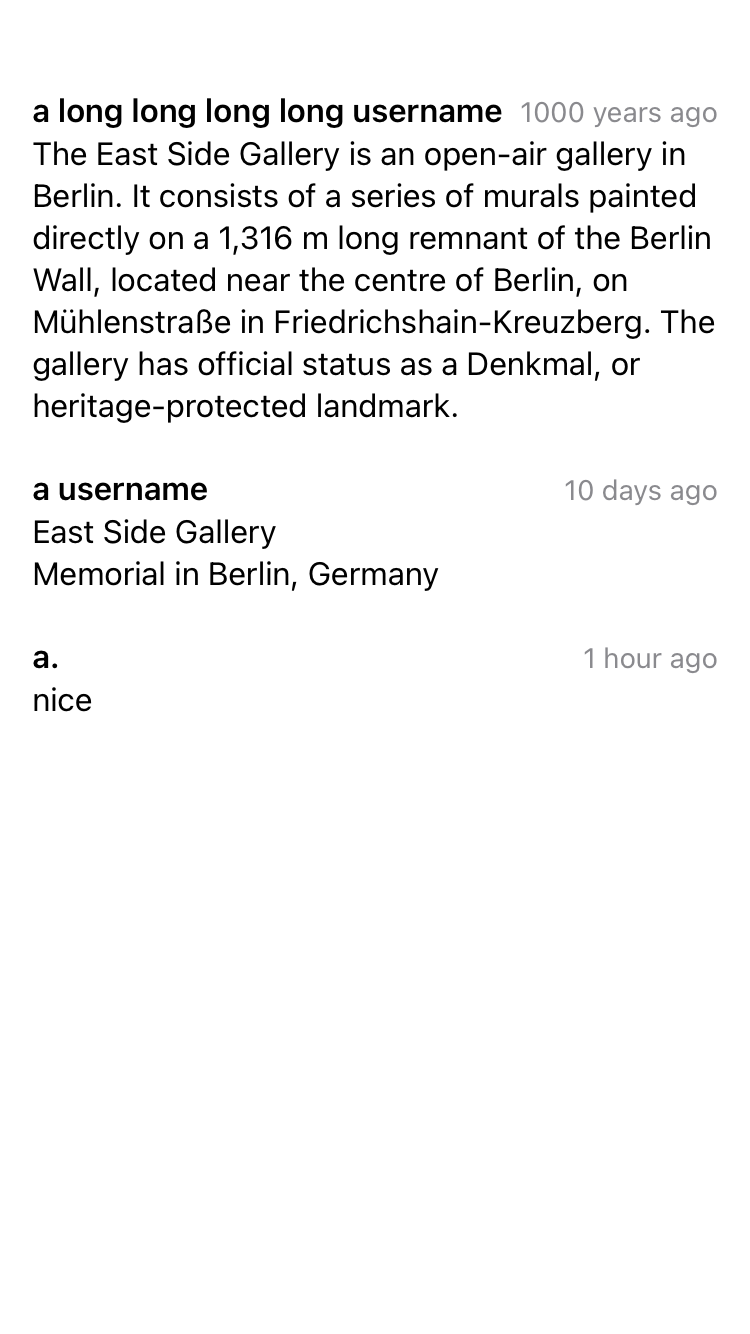 a long long long long username 1000 years ago
The East Side Gallery is an open-air gallery in
Berlin. It consists of a series of murals painted
directly on a 1,316 m long remnant of the Berlin
Wall, located near the centre of Berlin, on
Mühlenstraße in Friedrichshain-Kreuzberg. The
gallery has official status as a Denkmal, or
heritage-protected landmark.
a username 10 days ago
East Side Gallery
Memorial in Berlin, Germany
a. 1 hour ago
nice